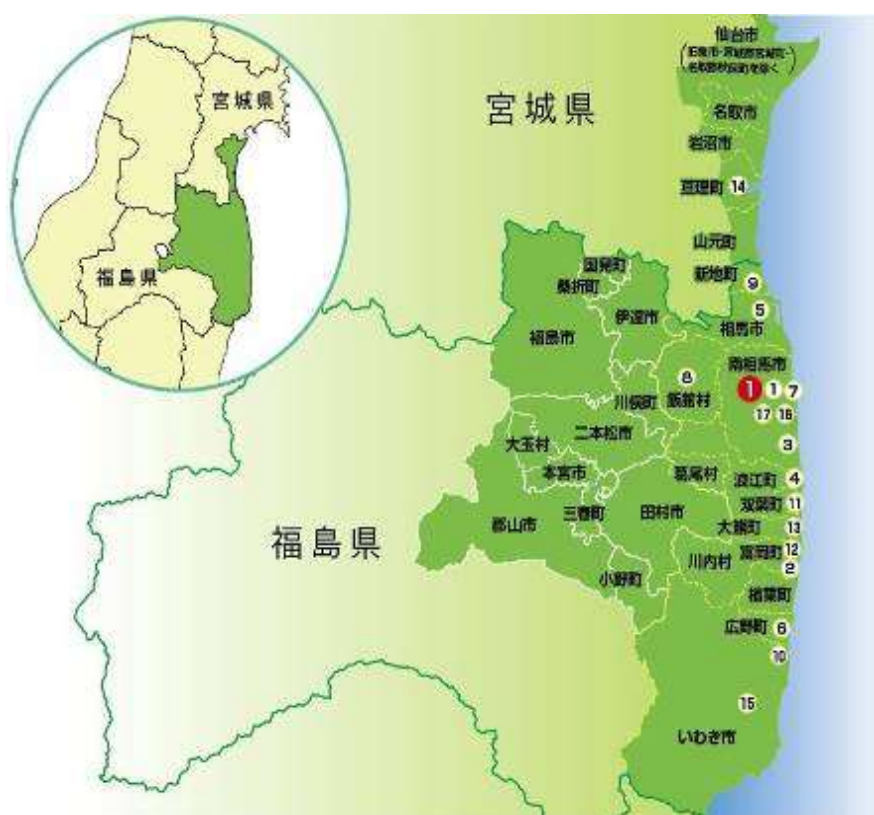 宮城県
福島県
仙台市
名取市
岩沼市
亘理町 14
山元町
新地町
9
5
相馬市
宮城県
国見町
桑折町
伊達市
福島市
南相馬市
1 1 7
17 16
3
8
飯舘村
川俣町
二本松市
大玉村
本宮市
葛尾村
浪江町 4
双葉町 11
大熊町 13
富岡町 12
2
楢葉町
三春町
田村市
郡山市
川内村
小野町
福島県
広野町 6
10
15
いわき市